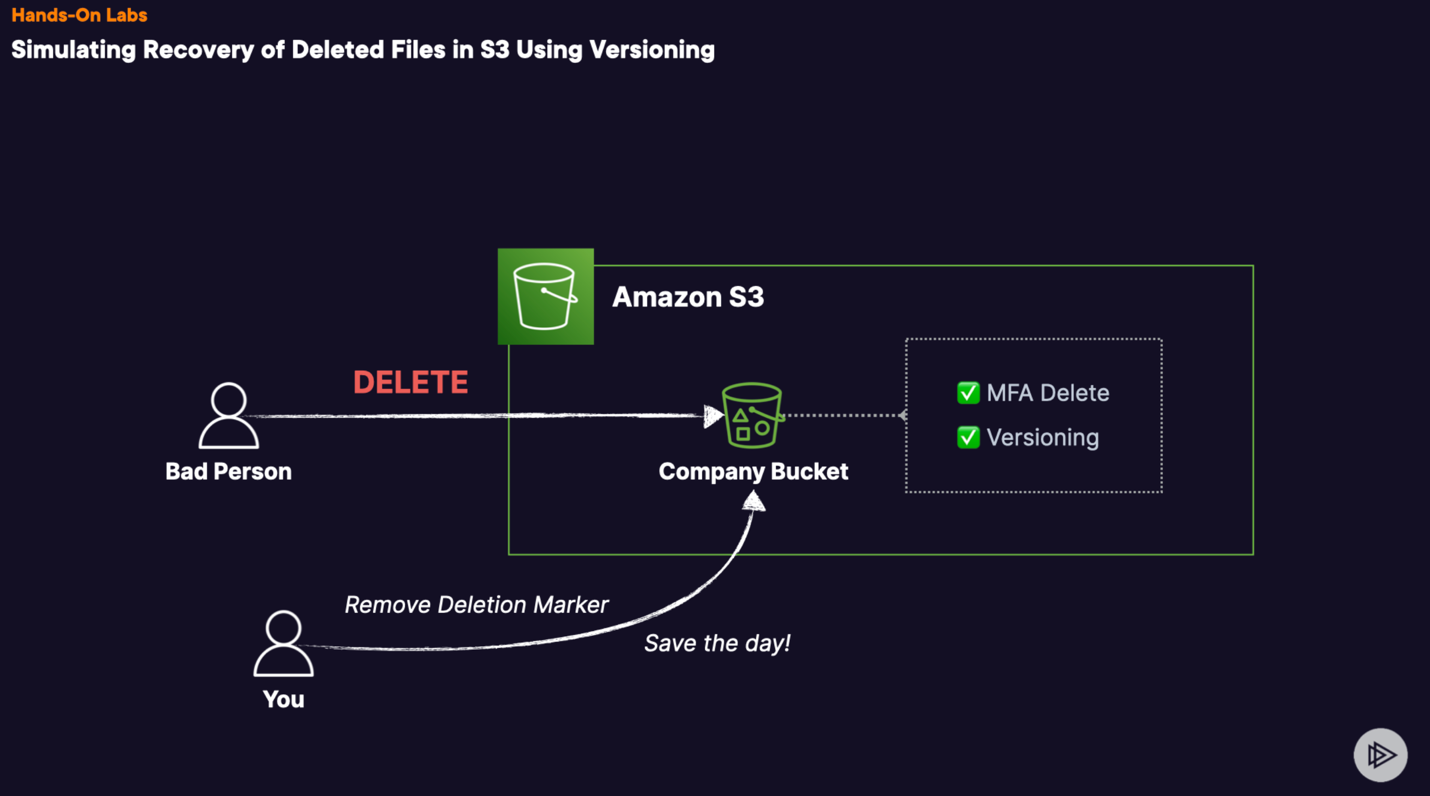 Hands-On Labs
Simulating Recovery of Deleted Files in S3 Using Versioning
Amazon S3
DELETE
✅ MFA Delete
✅ Versioning
Bad Person
Company Bucket
Remove Deletion Marker
Save the day!
You